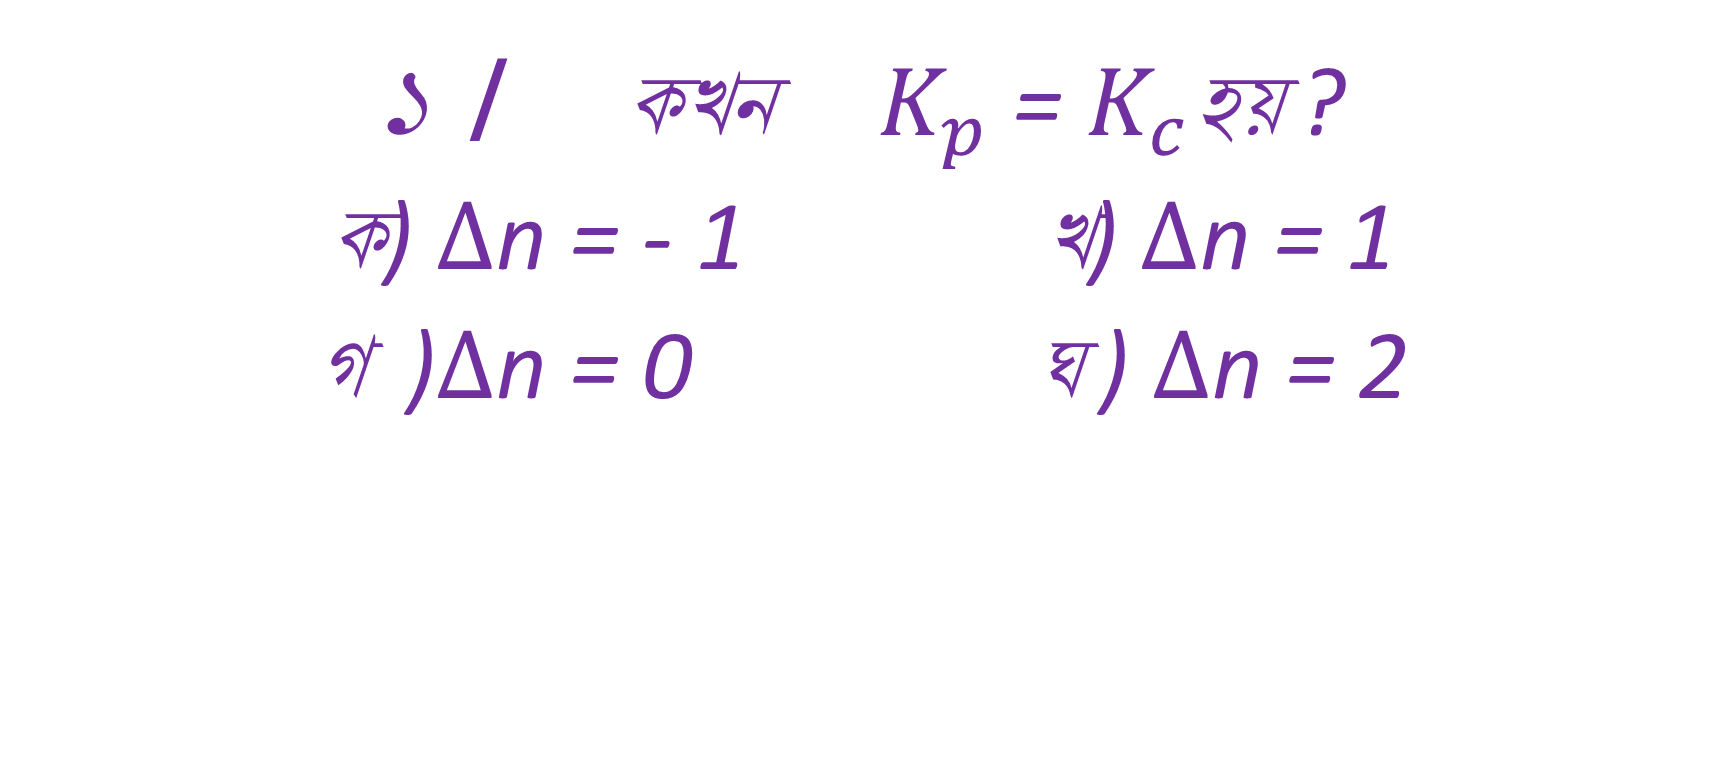 ১ / কখন Kₚ = K𝒸 হয়?
ক) Δn = - 1 খ) Δn = 1
গ )Δn = 0 ঘ) Δn = 2